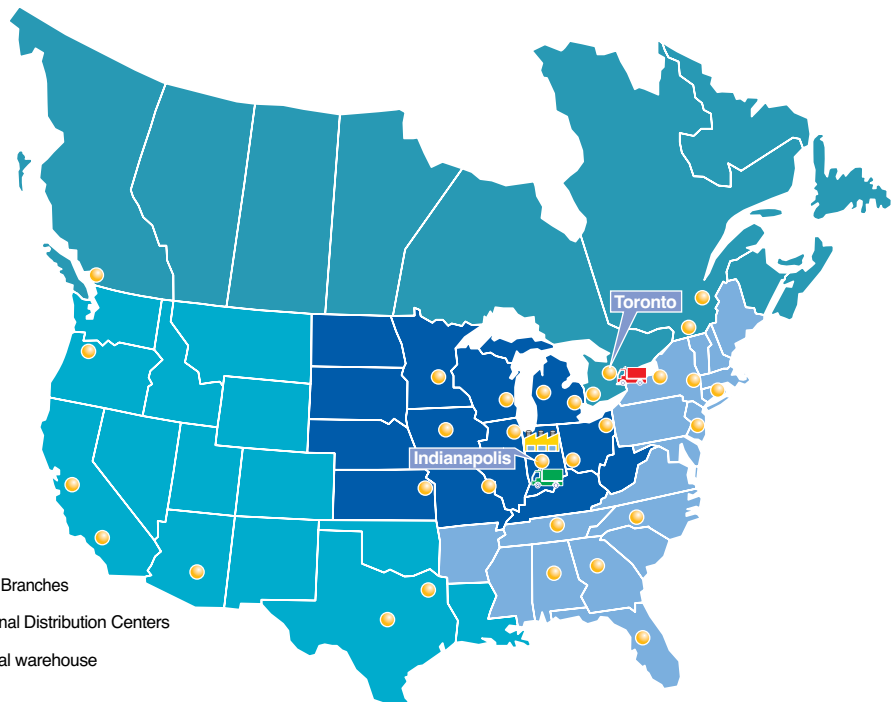 Toronto
Indianapolis
Branches
nal Distribution Centers
al warehouse